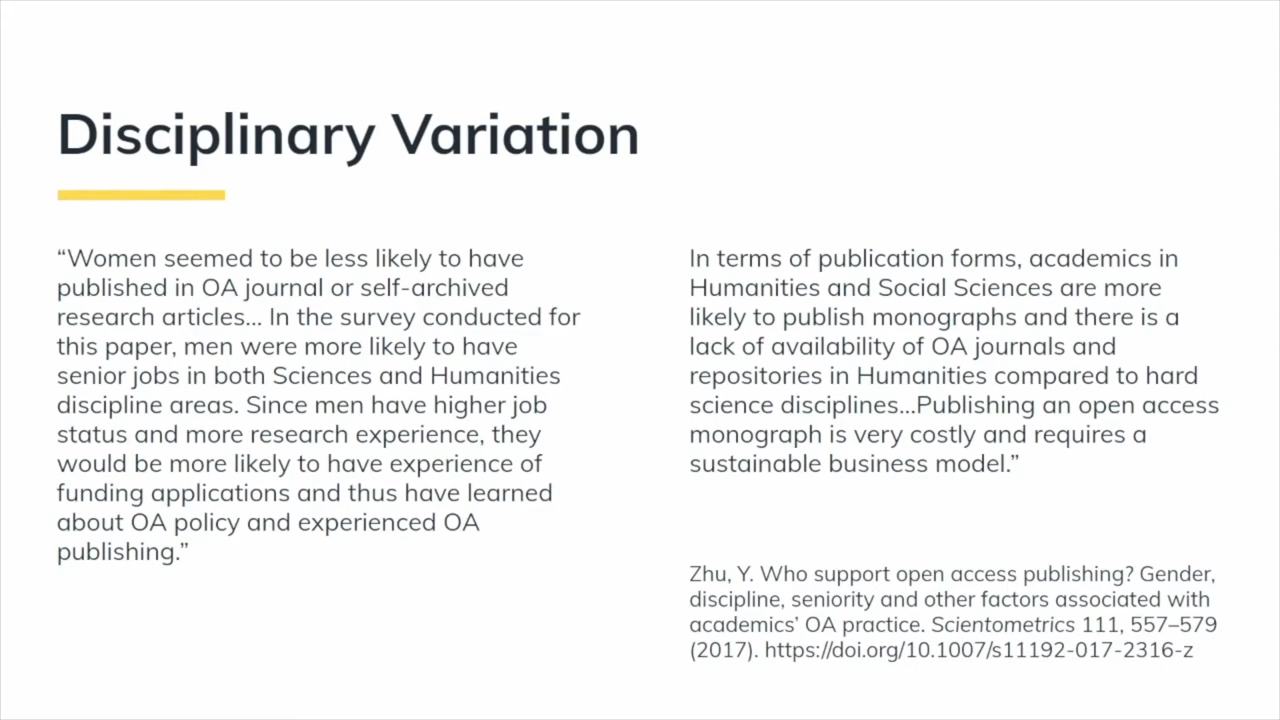 Disciplinary Variation
“Women seemed to be less likely to have
published in OA journal or self-archived
research articles... In the survey conducted for
this paper, men were more likely to have
senior jobs in both Sciences and Humanities
discipline areas. Since men have higher job
status and more research experience, they
would be more likely to have experience of
funding applications and thus have learned
about OA policy and experienced OA
publishing.”
In terms of publication forms, academics in
Humanities and Social Sciences are more
likely to publish monographs and there is a
lack of availability of OA journals and
repositories in Humanities compared to hard
science disciplines...Publishing an open access
monograph is very costly and requires a
sustainable business model.”
Zhu, Y. Who support open access publishing? Gender,
discipline, seniority and other factors associated with
academics’ OA practice. Scientometrics 111, 557–579
(2017). https://doi.org/10.1007/s11192-017-2316-z